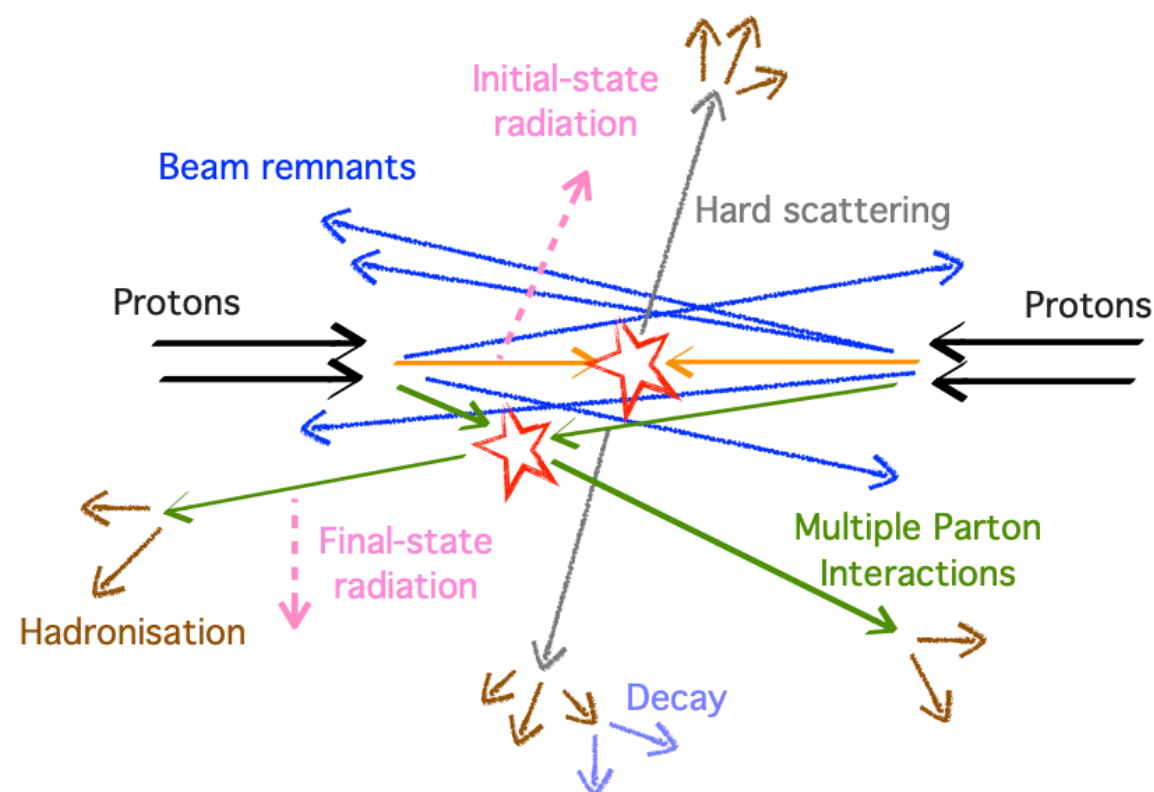 Initial-state
radiation
Beam remnants
Hard scattering
Protons
Protons
Multiple Parton
Interactions
Final-state
radiation
Hadronisation
Decay